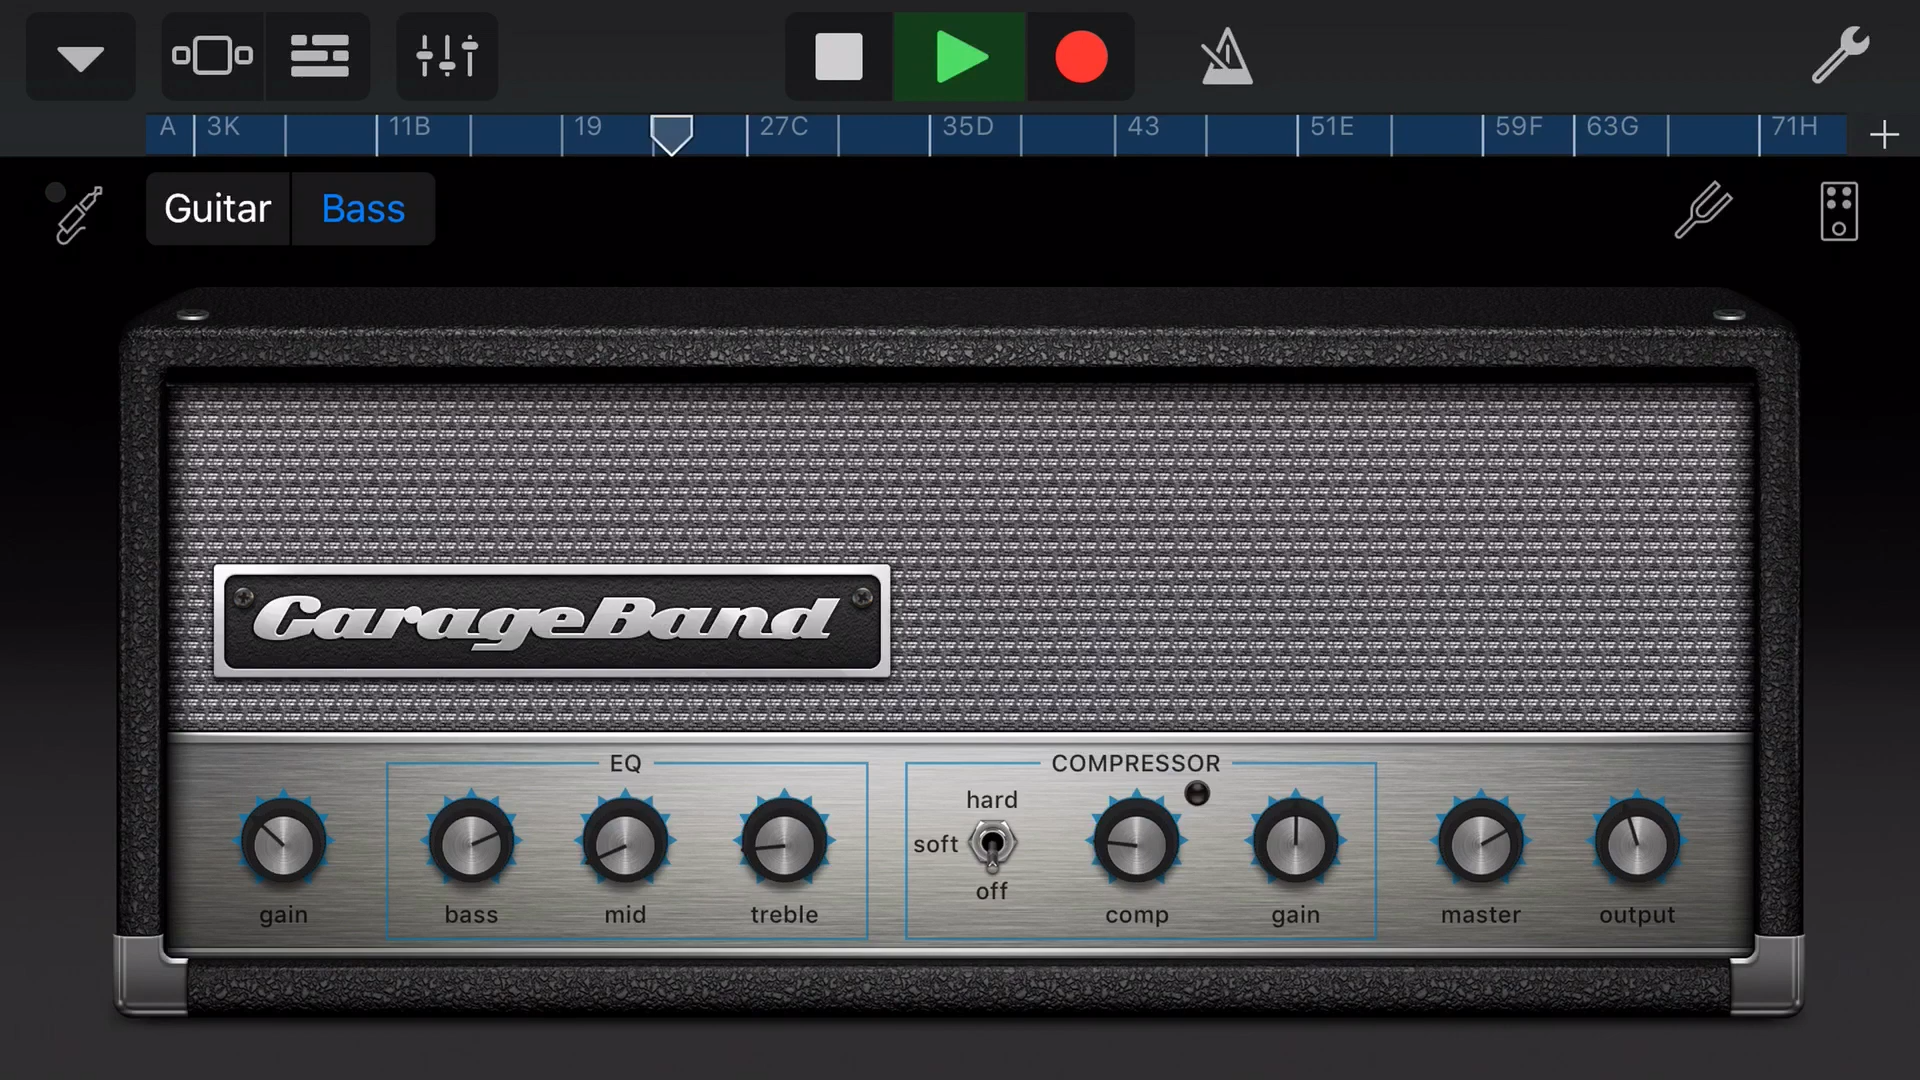 A 3K 11B 19 27C 35D 43 51E 59F 63G 71H
Guitar Bass
GarageBand
EQ COMPRESSOR
hard
soft
off
gain bass mid treble comp gain master output